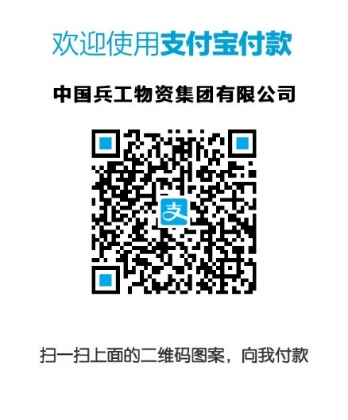 欢迎使用支付宝付款
中国兵工物资集团有限公司
支
扫一扫上面的二维码图案，向我付款